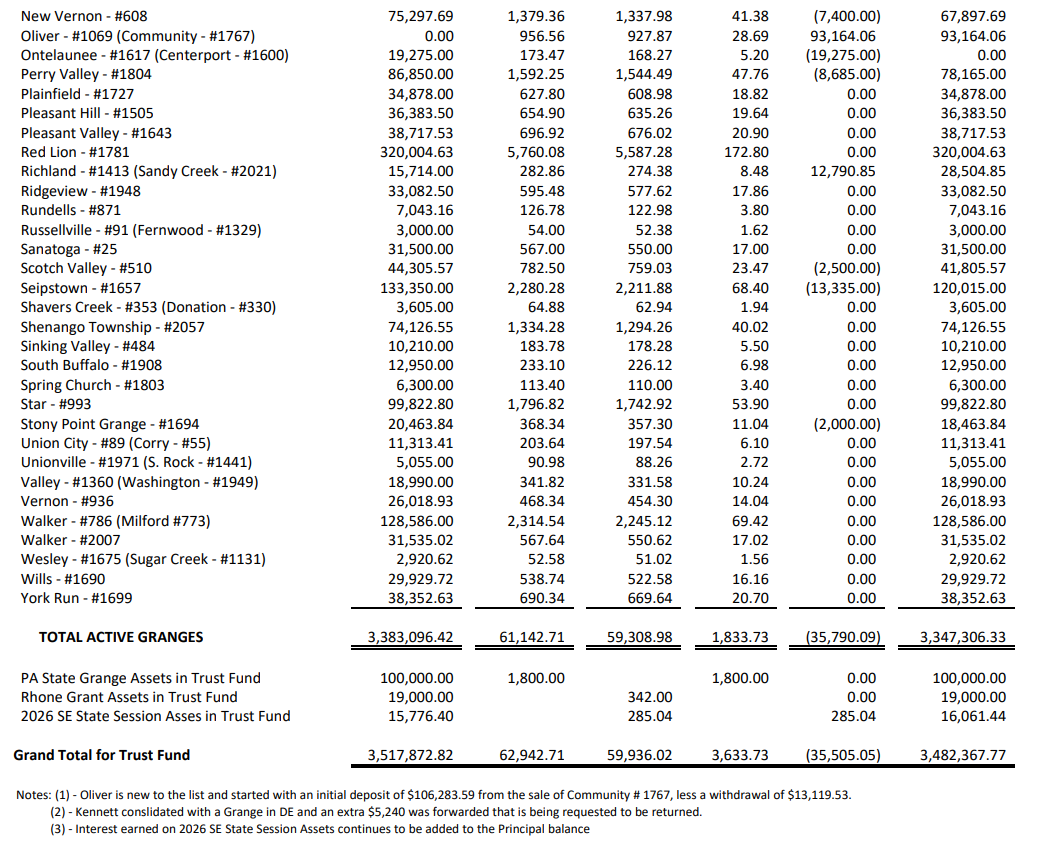 New Vernon - #608 75,297.69 1,379.36 1,337.98 41.38 (7,400.00) 67,897.69
Oliver - #1069 (Community - #1767) 0.00 956.56 927.87 28.69 93,164.06 93,164.06
Ontelaunee - #1617 (Centerport - #1600) 19,275.00 173.47 168.27 5.20 (19,275.00) 0.00
Perry Valley - #1804 86,850.00 1,592.25 1,544.49 47.76 (8,685.00) 78,165.00
Plainfield - #1727 34,878.00 627.80 608.98 18.82 0.00 34,878.00
Pleasant Hill - #1505 36,383.50 654.90 635.26 19.64 0.00 36,383.50
Pleasant Valley - #1643 38,717.53 696.92 676.02 20.90 0.00 38,717.53
Red Lion - #1781 320,004.63 5,760.08 5,587.28 172.80 0.00 320,004.63
Richland - #1413 (Sandy Creek - #2021) 15,714.00 282.86 274.38 8.48 12,790.85 28,504.85
Ridgeview - #1948 33,082.50 595.48 577.62 17.86 0.00 33,082.50
Rundells - #871 7,043.16 126.78 122.98 3.80 0.00 7,043.16
Russellville - #91 (Fernwood - #1329) 3,000.00 54.00 52.38 1.62 0.00 3,000.00
Sanatoga - #25 31,500.00 567.00 550.00 17.00 0.00 31,500.00
Scotch Valley - #510 44,305.57 782.50 759.03 23.47 (2,500.00) 41,805.57
Seipstown - #1657 133,350.00 2,280.28 2,211.88 68.40 (13,335.00) 120,015.00
Shavers Creek - #353 (Donation - #330) 3,605.00 64.88 62.94 1.94 0.00 3,605.00
Shenango Township - #2057 74,126.55 1,334.28 1,294.26 40.02 0.00 74,126.55
Sinking Valley - #484 10,210.00 183.78 178.28 5.50 0.00 10,210.00
South Buffalo - #1908 12,950.00 233.10 226.12 6.98 0.00 12,950.00
Spring Church - #1803 6,300.00 113.40 110.00 3.40 0.00 6,300.00
Star - #993 99,822.80 1,796.82 1,742.92 53.90 0.00 99,822.80
Stony Point Grange - #1694 20,463.84 368.34 357.30 11.04 (2,000.00) 18,463.84
Union City - #89 (Corry - #55) 11,313.41 203.64 197.54 6.10 0.00 11,313.41
Unionville - #1971 (S. Rock - #1441) 5,055.00 90.98 88.26 2.72 0.00 5,055.00
Valley - #1360 (Washington - #1949) 18,990.00 341.82 331.58 10.24 0.00 18,990.00
Vernon - #936 26,018.93 468.34 454.30 14.04 0.00 26,018.93
Walker - #786 (Milford #773) 128,586.00 2,314.54 2,245.12 69.42 0.00 128,586.00
Walker - #2007 31,535.02 567.64 550.62 17.02 0.00 31,535.02
Wesley - #1675 (Sugar Creek - #1131) 2,920.62 52.58 51.02 1.56 0.00 2,920.62
Wills - #1690 29,929.72 538.74 522.58 16.16 0.00 29,929.72
York Run - #1699 38,352.63 690.34 669.64 20.70 0.00 38,352.63
TOTAL ACTIVE GRANGES 3,383,096.42 61,142.71 59,308.98 1,833.73 (35,790.09) 3,347,306.33
PA State Grange Assets in Trust Fund 100,000.00 1,800.00 1,800.00 0.00 100,000.00
Rhone Grant Assets in Trust Fund 19,000.00 342.00 0.00 19,000.00
2026 SE State Session Asses in Trust Fund 15,776.40 285.04 285.04 16,061.44
Grand Total for Trust Fund 3,517,872.82 62,942.71 59,936.02 3,633.73 (35,505.05) 3,482,367.77
Notes: (1) - Oliver is new to the list and started with an initial deposit of $106,283.59 from the sale of Community # 1767, less a withdrawal of $13,119.53.
(2) - Kennett conslidated with a Grange in DE and an extra $5,240 was forwarded that is being requested to be returned.
(3) - Interest earned on 2026 SE State Session Assets continues to be added to the Principal balance